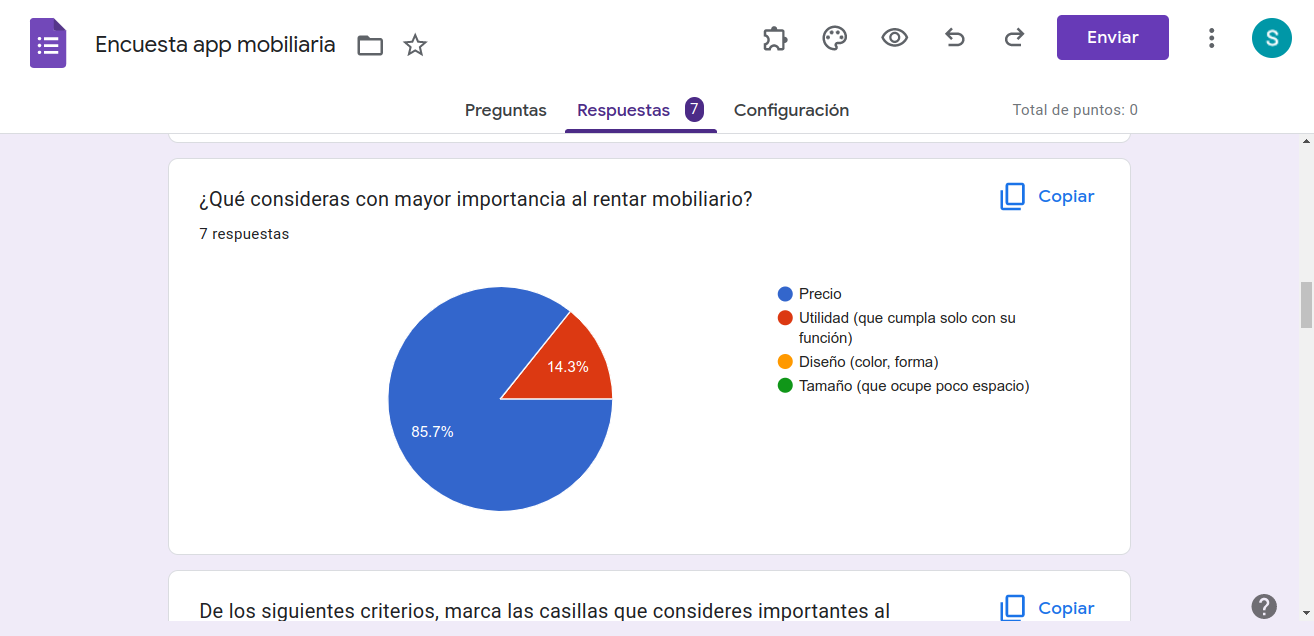 Encuesta app mobiliaria
Enviar
S
Preguntas
Respuestas
7
Configuración
Total de puntos: 0
¿Qué consideras con mayor importancia al rentar mobiliario?
Copiar
7 respuestas
Precio
Utilidad (que cumpla solo con su
función)
Diseño (color, forma)
Tamaño (que ocupe poco espacio)
14.3%
85.7%
De los siguientes criterios, marca las casillas que consideres importantes al
Copiar